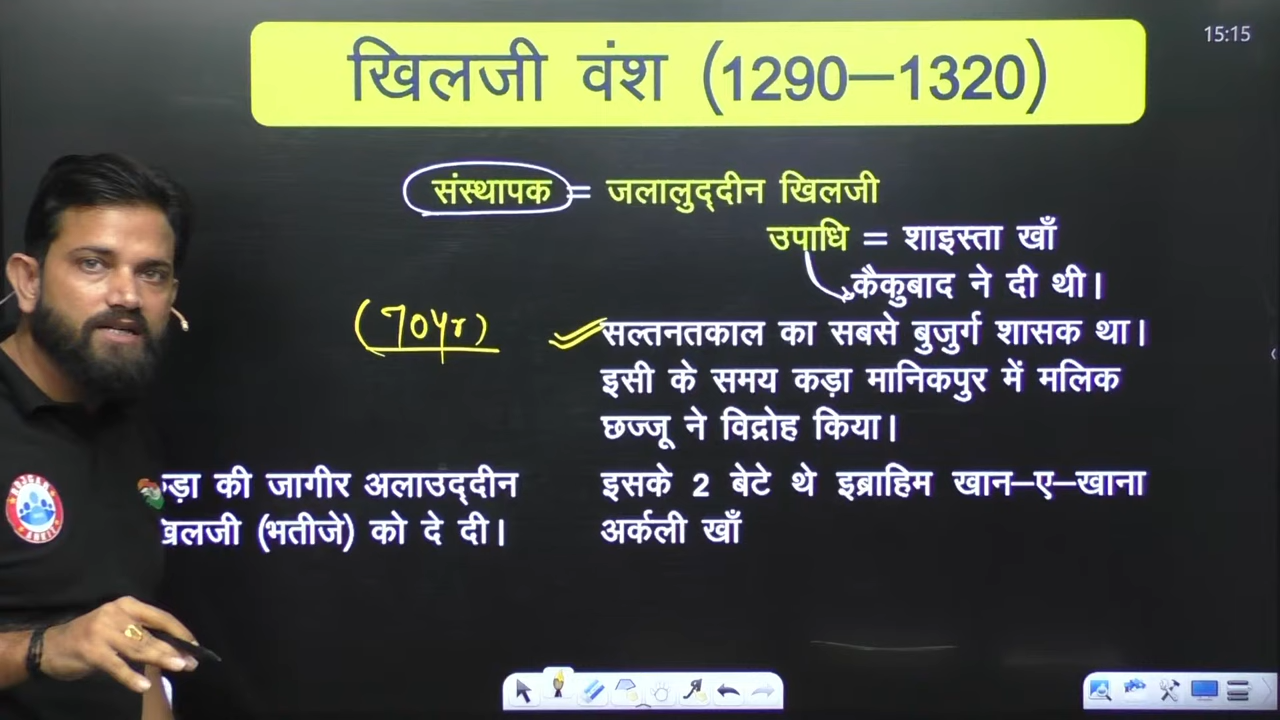 15:15
खिलजी वंश (1290–1320)
संस्थापक = जलालुद्दीन खिलजी
उपाधि = शाइस्ता खाँ
कैकुबाद ने दी थी।
(70yr)
सल्तनतकाल का सबसे बुजुर्ग शासक था।
इसी के समय कड़ा मानिकपुर में मलिक
छज्जू ने विद्रोह किया।
की जागीर अलाउद्दीन
(भतीजे) को दे दी।
इसके 2 बेटे थे इब्राहिम खान–ए–खाना
अर्कली खाँ